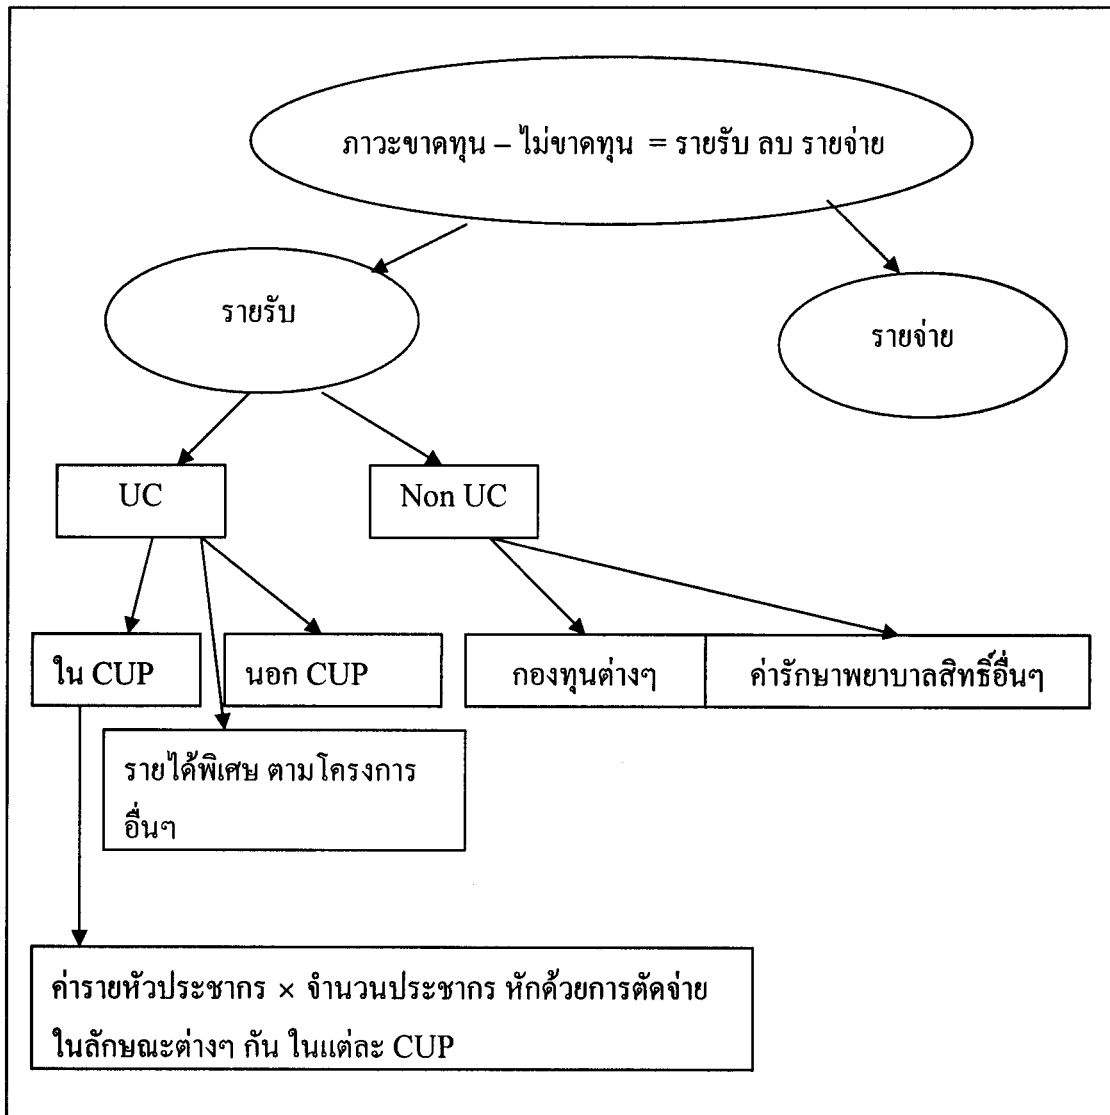 ภาวะขาดทุน – ไม่ขาดทุน = รายรับ ลบ รายจ่าย
รายรับ
รายจ่าย
UC
Non UC
ใน CUP
นอก CUP
กองทุนต่างๆ
ค่ารักษาพยาบาลสิทธิ์อื่นๆ
รายได้พิเศษ ตามโครงการ
อื่นๆ
ค่ารายหัวประชากร × จำนวนประชากร หักด้วยการตัดจ่าย
ในลักษณะต่างๆ กัน ในแต่ละ CUP